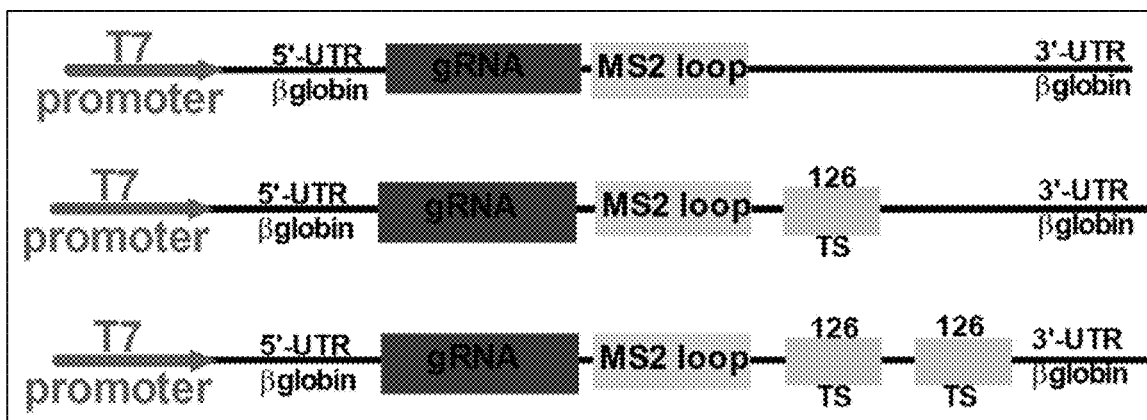 T7 promoter 5'-UTR βglobin gRNA MS2 loop 3'-UTR βglobin
T7 promoter 5'-UTR βglobin gRNA MS2 loop 126 TS 3'-UTR βglobin
T7 promoter 5'-UTR βglobin gRNA MS2 loop 126 TS 126 TS 3'-UTR βglobin